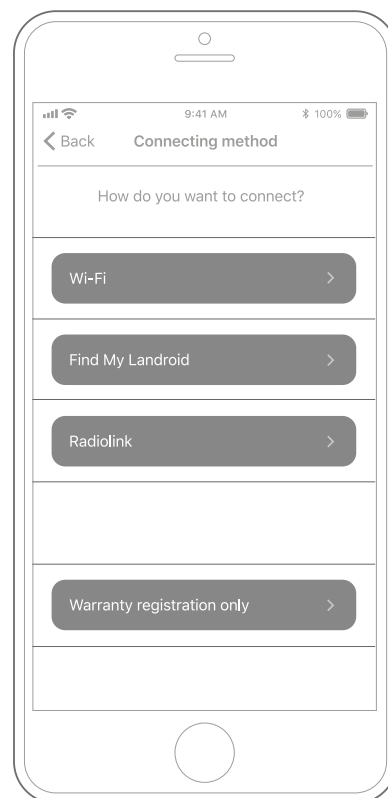 9:41 AM 100%
Back Connecting method
How do you want to connect?
Wi-Fi
Find My Landroid
Radiolink
Warranty registration only